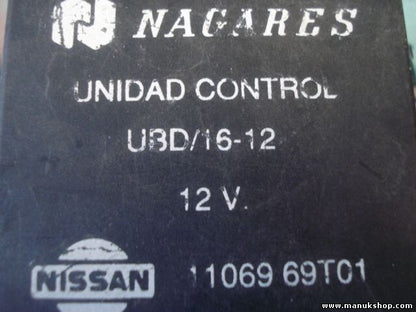 NAGARES
UNIDAD CONTROL
UBD/16-12
12 V.
NISSAN 11069 69T01
www.manukshop.com